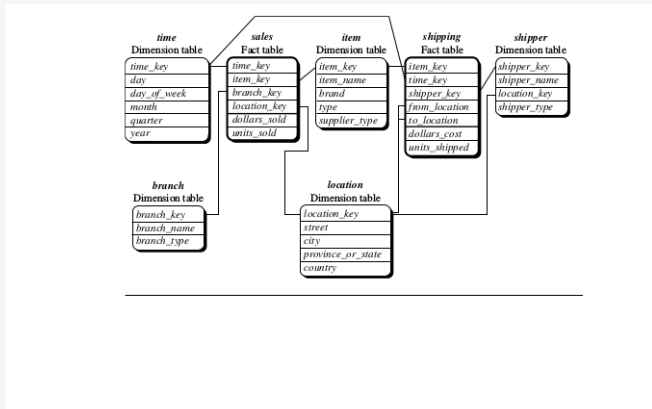 time
Dimension table
time_key
day
day_of_week
month
quarter
year
sales
Fact table
time_key
item_key
branch_key
location_key
dollars_sold
units_sold
item
Dimension table
item_key
item_name
brand
type
supplier_type
shipping
Fact table
item_key
time_key
shipper_key
from_location
to_location
dollars_cost
units_shipped
shipper
Dimension table
shipper_key
shipper_name
location_key
shipper_type
branch
Dimension table
branch_key
branch_name
branch_type
location
Dimension table
location_key
street
city
province_or_state
country